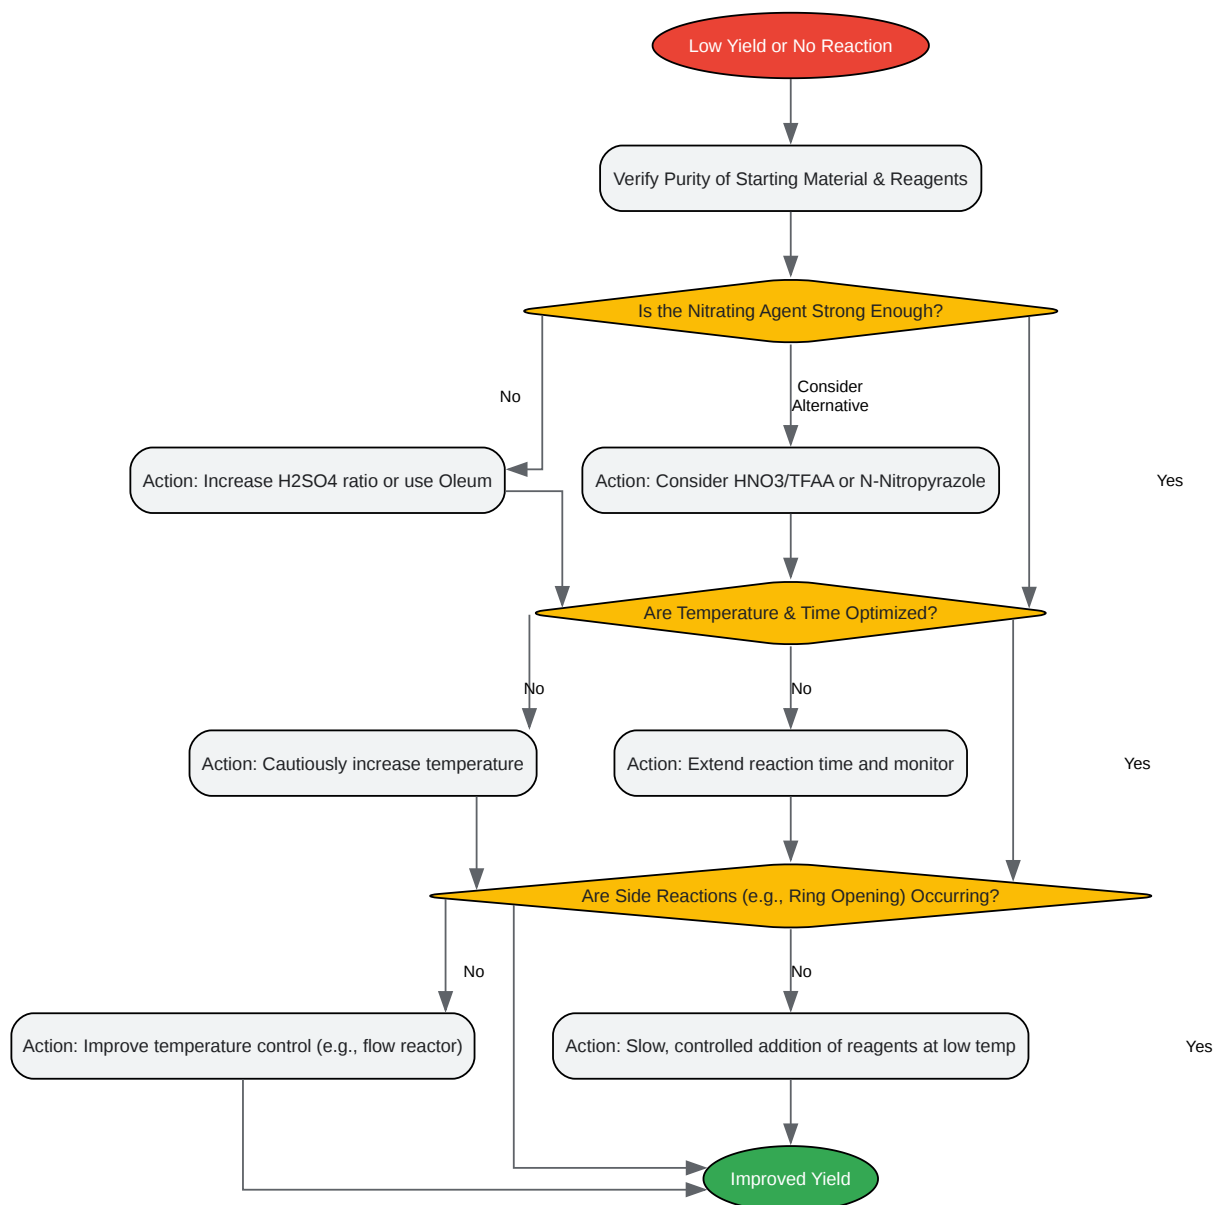 Low Yield or No Reaction
Verify Purity of Starting Material & Reagents
Is the Nitrating Agent Strong Enough?
No
Consider
Alternative
Action: Increase H2SO4 ratio or use Oleum
Action: Consider HNO3/TFAA or N-Nitropyrazole
Yes
Are Temperature & Time Optimized?
No
No
Action: Cautiously increase temperature
Action: Extend reaction time and monitor
Yes
Are Side Reactions (e.g., Ring Opening) Occurring?
No
No
Action: Improve temperature control (e.g., flow reactor)
Action: Slow, controlled addition of reagents at low temp
Yes
Improved Yield